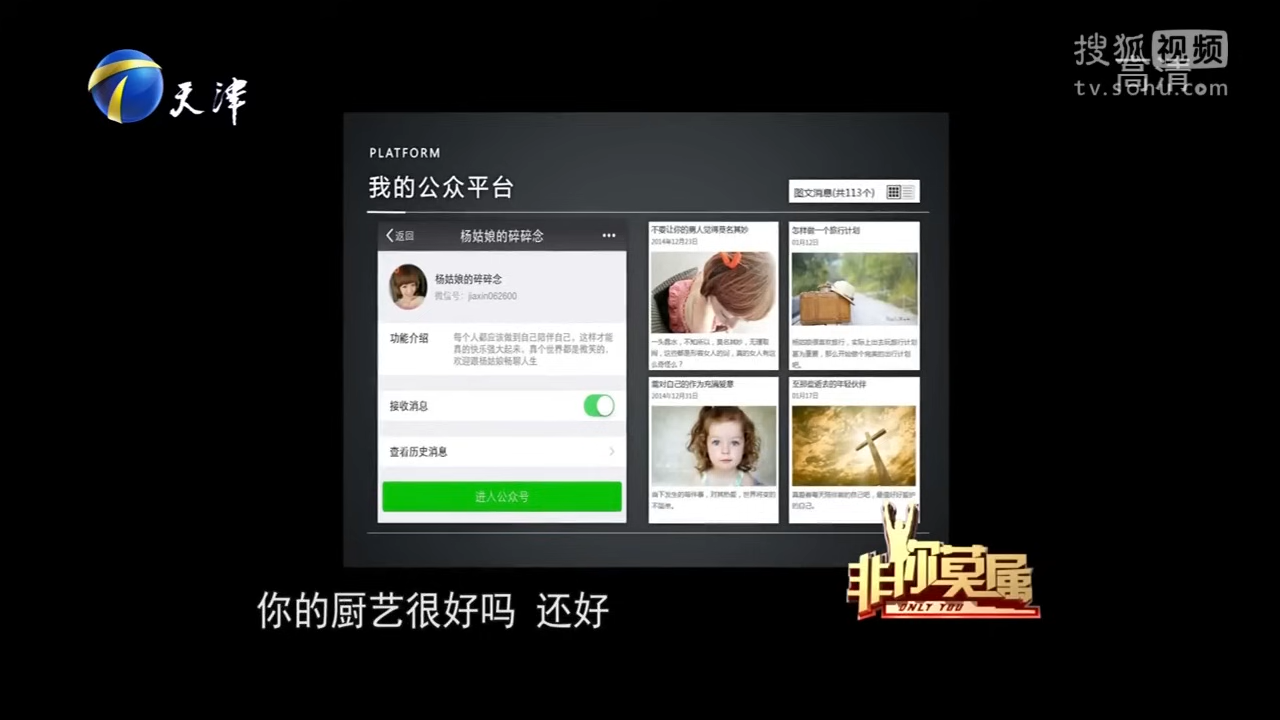 天津
搜狐视频
高清
tv.sohu.com
PLATFORM
我的公众平台
图文消息(共113个)
返回
杨姑娘的碎碎念
杨姑娘的碎碎念
微信号：jiaxin062600
功能介绍
每个人都应该做到自己陪伴自己，这样才能
真的快乐强大起来，真个世界都是微笑的。
欢迎跟杨姑娘畅聊人生
接收消息
查看历史消息
进入公众号
不要让你的男人觉得莫名其妙
2014年12月23日
怎样做一个旅行计划
01月12日
需对自己的作为充满爱意
2014年12月31日
至那些逝去的年轻伙伴
01月17日
非你莫属
ONLY YOU
你的厨艺很好吗 还好